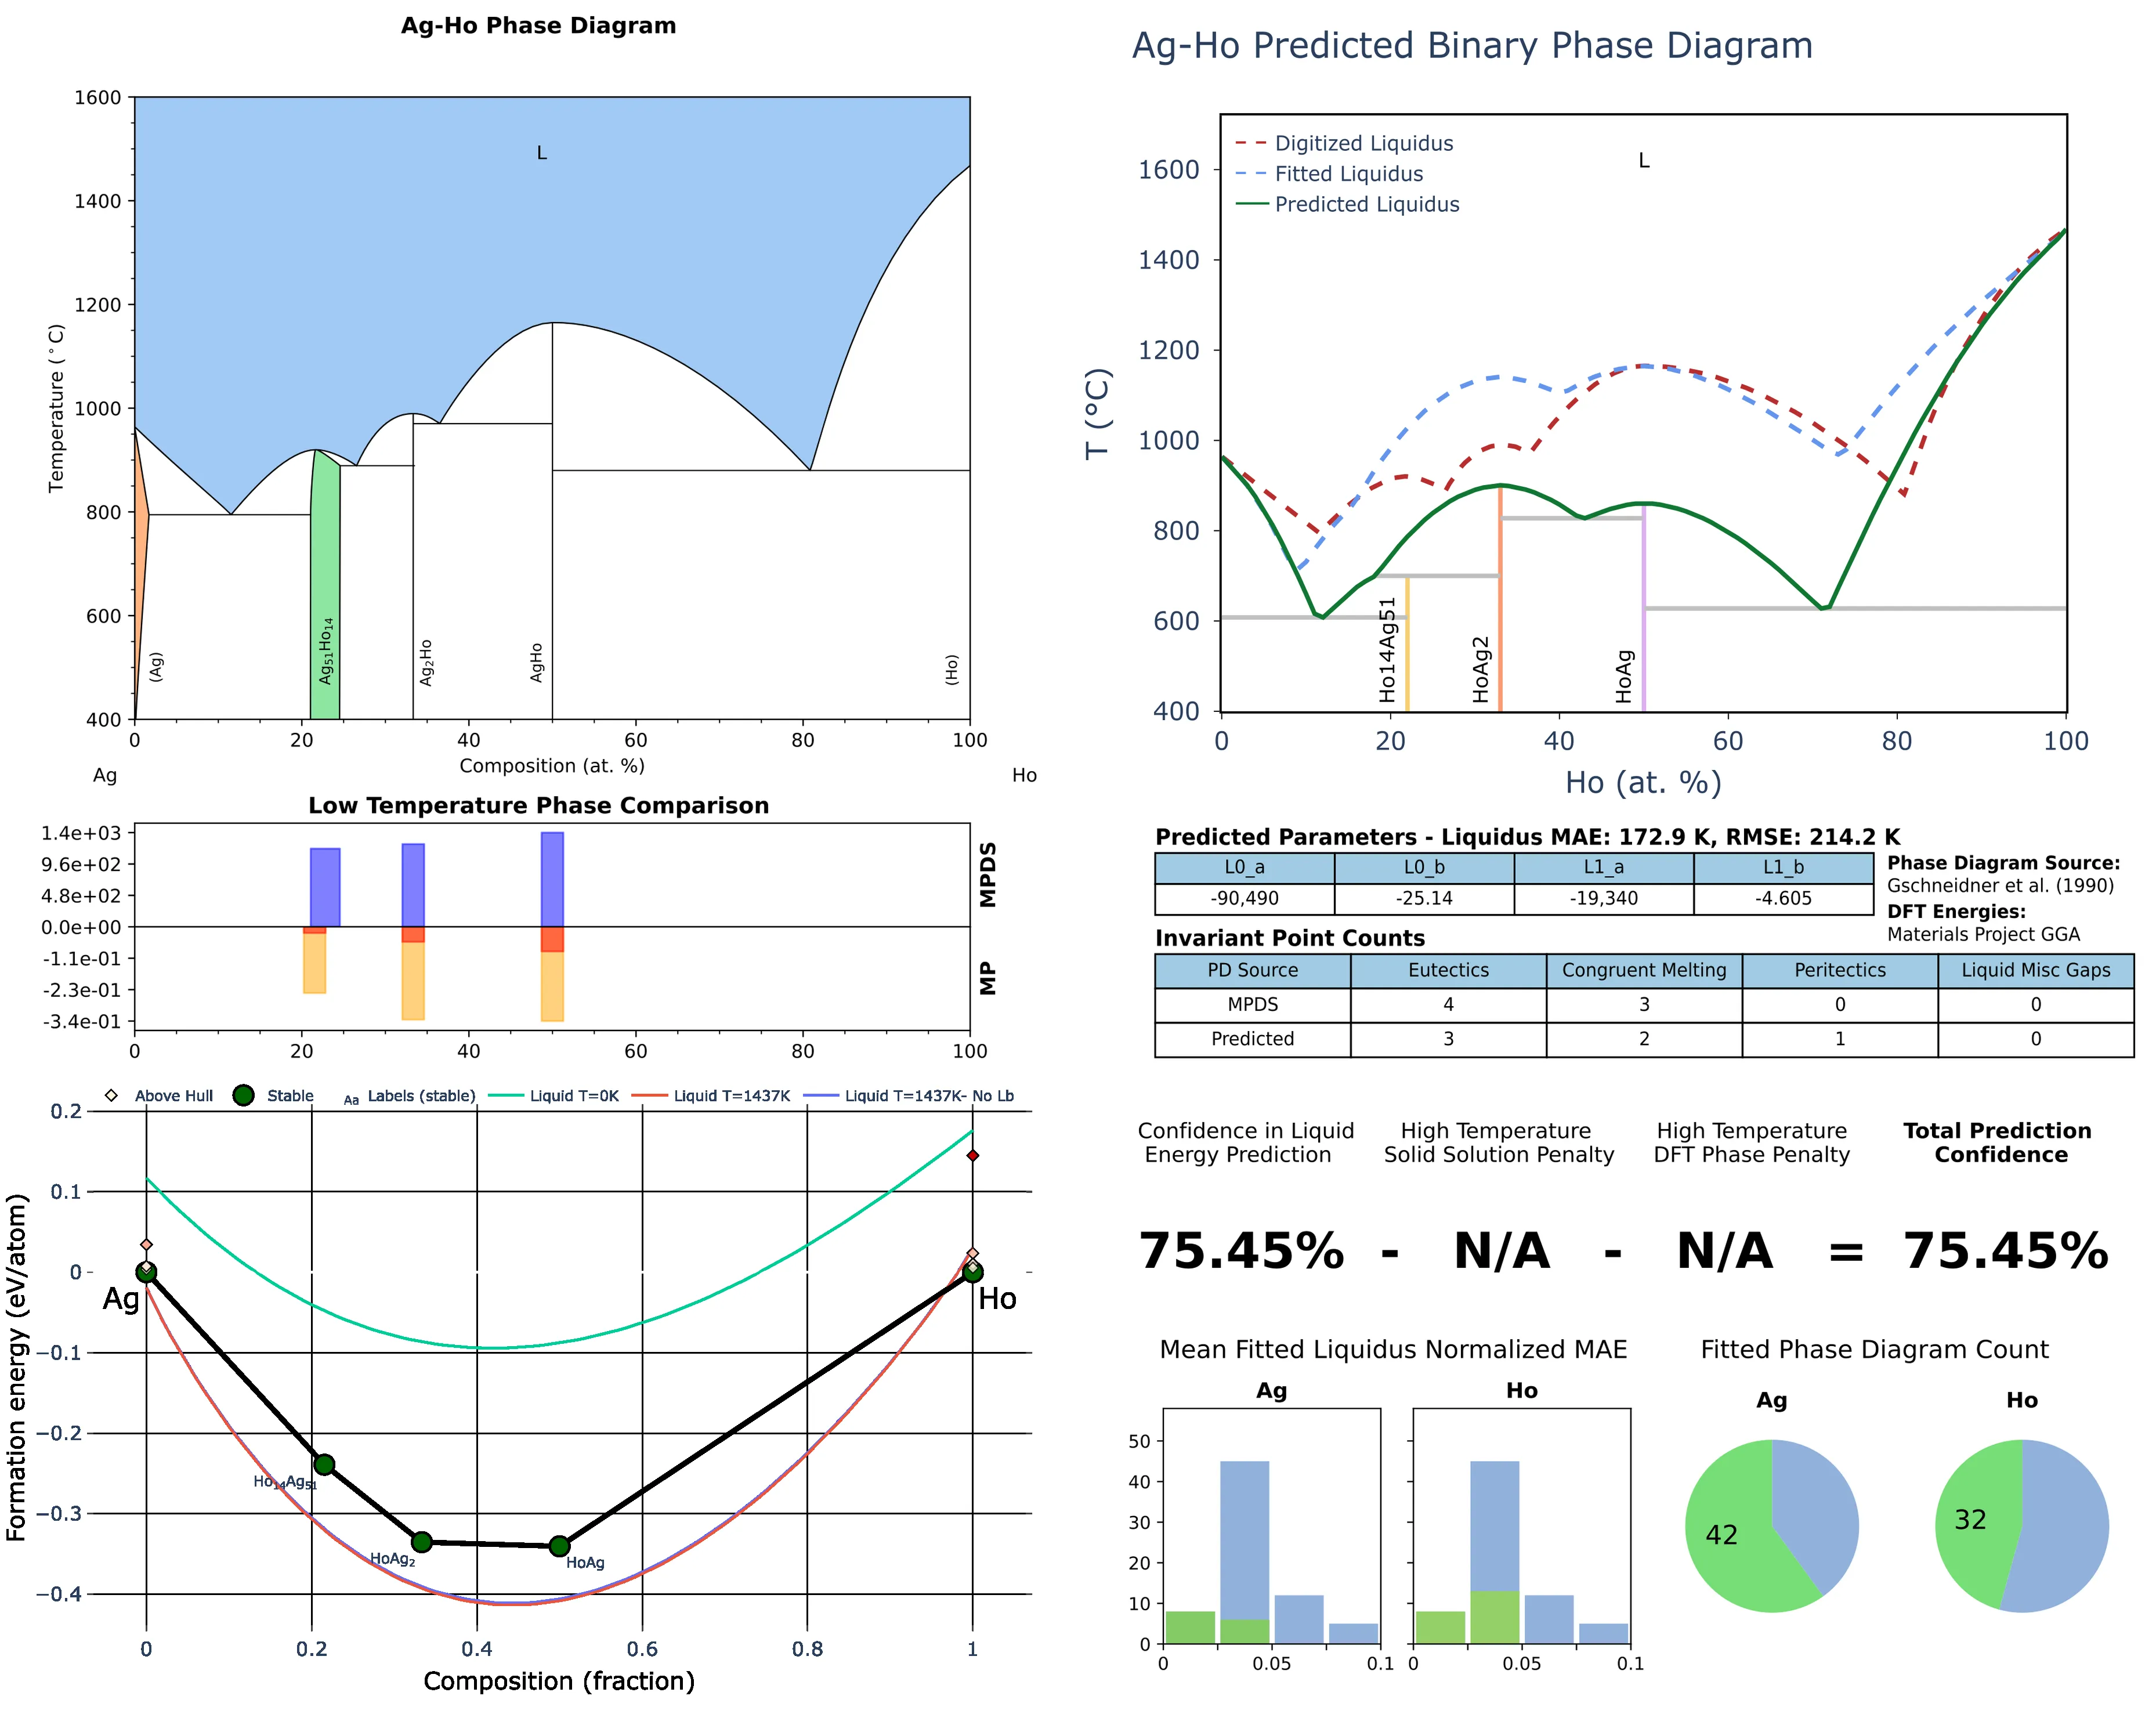 Ag-Ho Phase Diagram
1600
1400
1200
1000
800
600
400
Temperature (°C)
L
(Ag)
Ag51Ho14
Ag2Ho
AgHo
(Ho)
0 20 40 60 80 100
Composition (at. %)
Ag Ho
Low Temperature Phase Comparison
1.4e+03
9.6e+02
4.8e+02
0.0e+00
-1.1e-01
-2.3e-01
-3.4e-01
MPDS
MP
0 20 40 60 80 100
Above Hull Stable Aa Labels (stable) Liquid T=0K Liquid T=1437K Liquid T=1437K- No Lb
0.2
0.1
0
−0.1
−0.2
−0.3
−0.4
Formation energy (eV/atom)
Ag
Ho
Ho14Ag51
HoAg2
HoAg
0 0.2 0.4 0.6 0.8 1
Composition (fraction)
Ag-Ho Predicted Binary Phase Diagram
Digitized Liquidus
Fitted Liquidus
Predicted Liquidus
L
1600
1400
1200
1000
800
600
400
T (°C)
Ho14Ag51
HoAg2
HoAg
0 20 40 60 80 100
Ho (at. %)
Predicted Parameters - Liquidus MAE: 172.9 K, RMSE: 214.2 K
L0_a L0_b L1_a L1_b
-90,490 -25.14 -19,340 -4.605
Phase Diagram Source:
Gschneidner et al. (1990)
DFT Energies:
Materials Project GGA
Invariant Point Counts
PD Source Eutectics Congruent Melting Peritectics Liquid Misc Gaps
MPDS 4 3 0 0
Predicted 3 2 1 0
Confidence in Liquid
Energy Prediction
High Temperature
Solid Solution Penalty
High Temperature
DFT Phase Penalty
Total Prediction
Confidence
75.45% - N/A - N/A = 75.45%
Mean Fitted Liquidus Normalized MAE
Ag Ho
50
40
30
20
10
0
0 0.05 0.1
0 0.05 0.1
Fitted Phase Diagram Count
Ag Ho
42
32